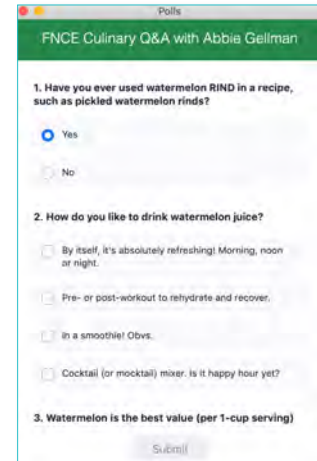 Polls
FNCE Culinary Q&A with Abbie Gellman
1. Have you ever used watermelon RIND in a recipe,
such as pickled watermelon rinds?
Yes
No
2. How do you like to drink watermelon juice?
By itself, it's absolutely refreshing! Morning, noon
or night.
Pre- or post-workout to rehydrate and recover.
In a smoothie! Obvs.
Cocktail (or mocktail) mixer. Is it happy hour yet?
3. Watermelon is the best value (per 1-cup serving)
Submit